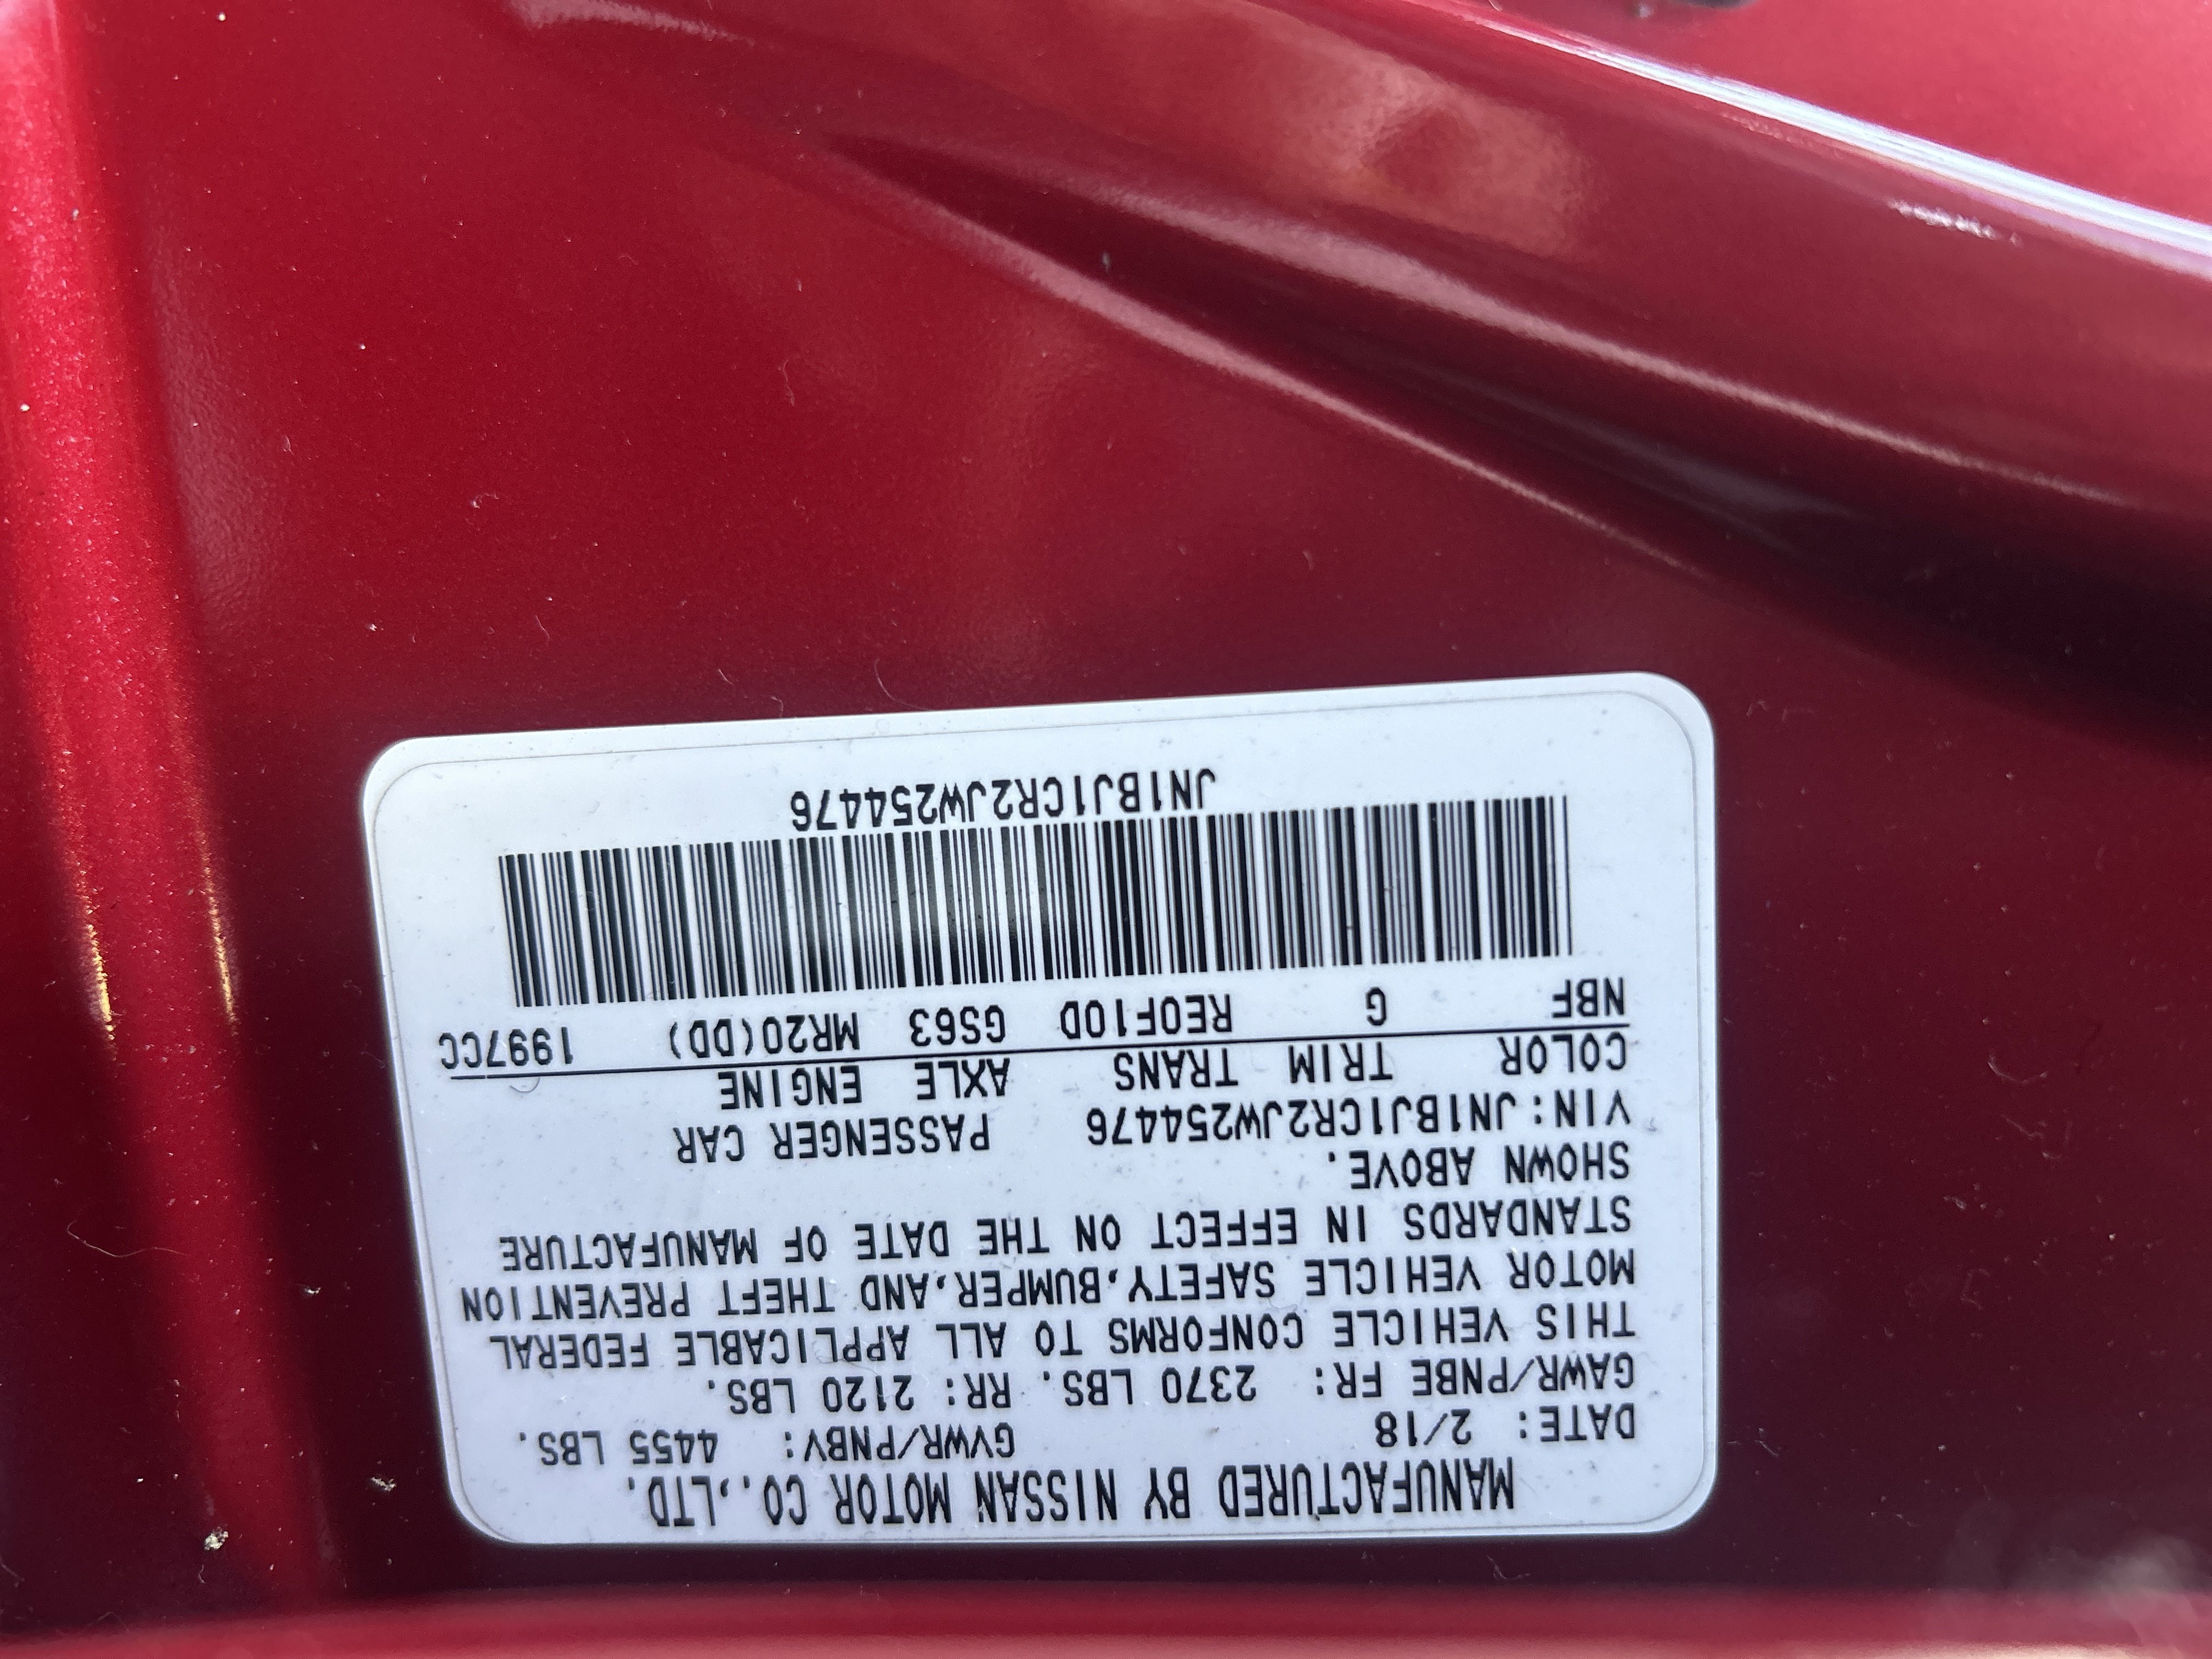 MANUFACTURED BY NISSAN MOTOR CO.,LTD.
DATE: 2/18 GVWR/PNBV: 4455 LBS.
GAWR/PNBE FR: 2370 LBS. RR: 2120 LBS.
THIS VEHICLE CONFORMS TO ALL APPLICABLE FEDERAL
MOTOR VEHICLE SAFETY,BUMPER,AND THEFT PREVENTION
STANDARDS IN EFFECT ON THE DATE OF MANUFACTURE
SHOWN ABOVE.
VIN:JN1BJ1CR2JW254476 PASSENGER CAR
COLOR TRIM TRANS AXLE ENGINE
NBF G RE0F10D GS63 MR20(DD) 1997CC
JN1BJ1CR2JW254476